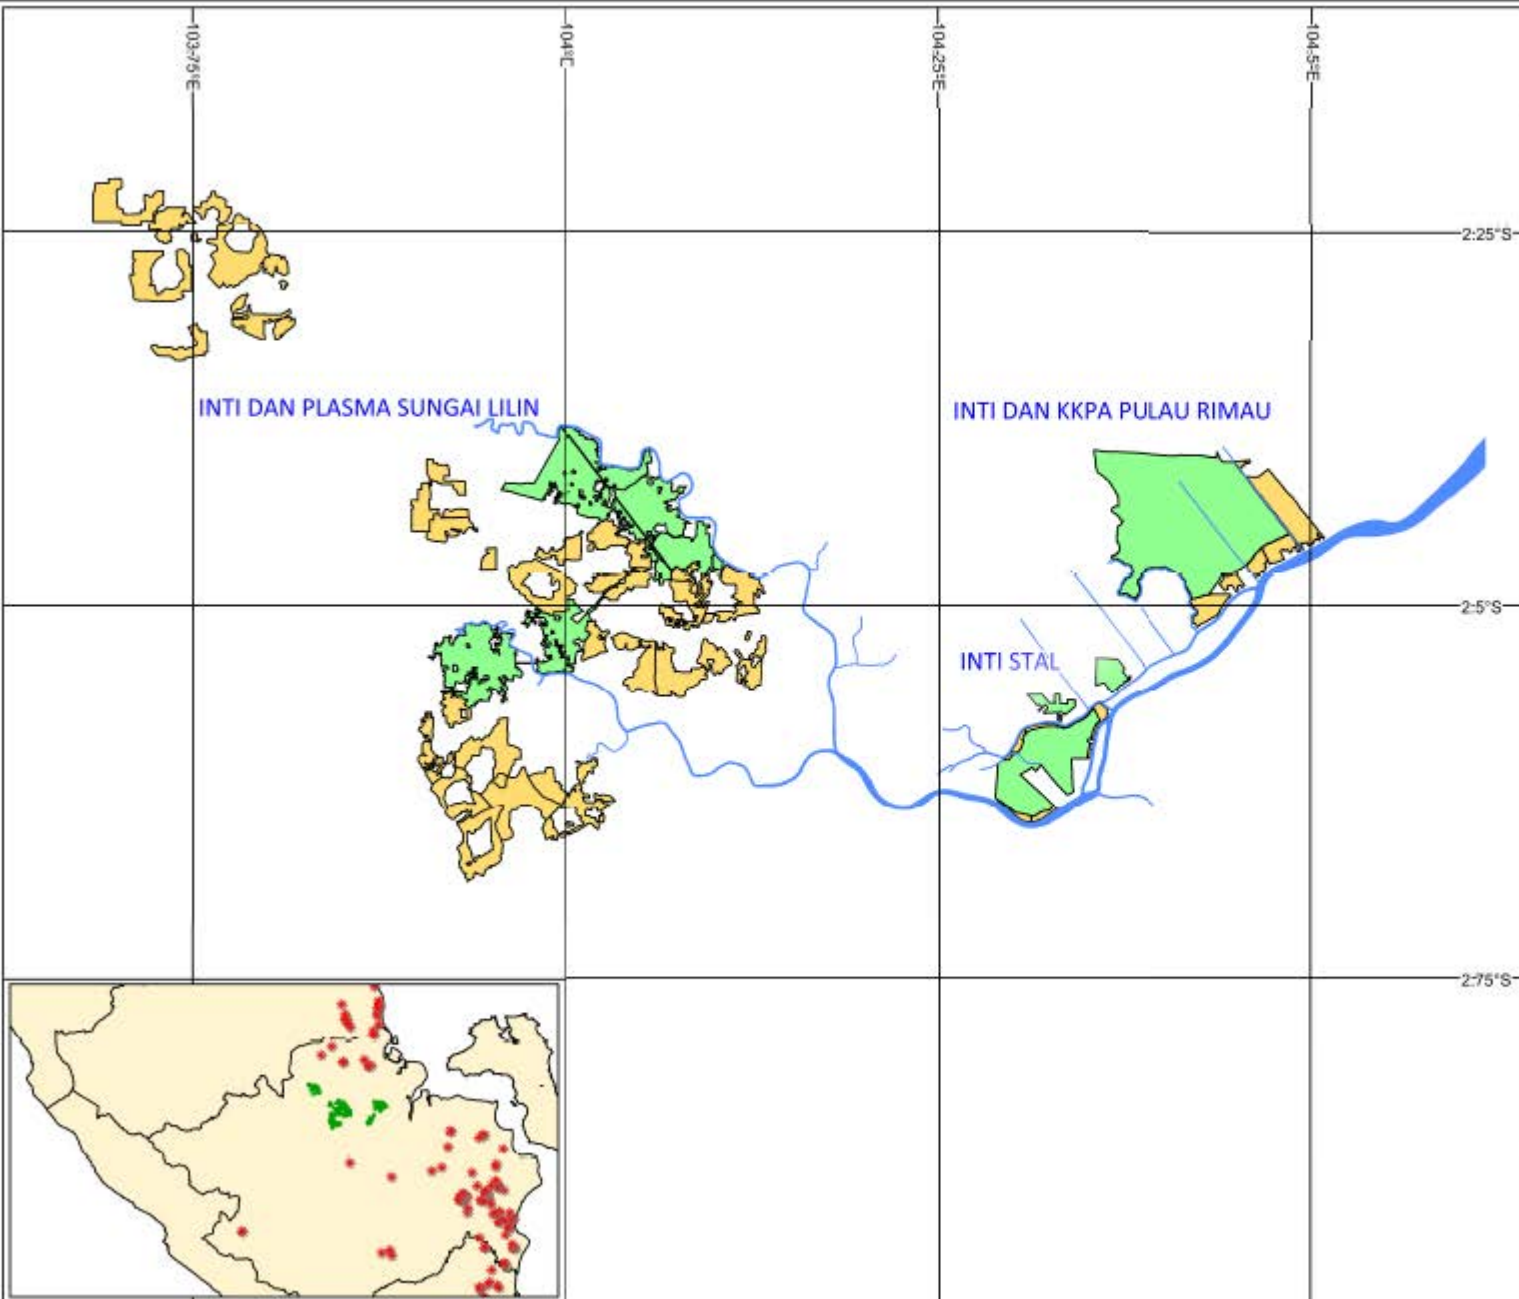 103.75°E
104°E
104.25°E
104.5°E
2.25°S
INTI DAN PLASMA SUNGAI LILIN
INTI DAN KKPA PULAU RIMAU
2.5°S
INTI STAL
2.75°S